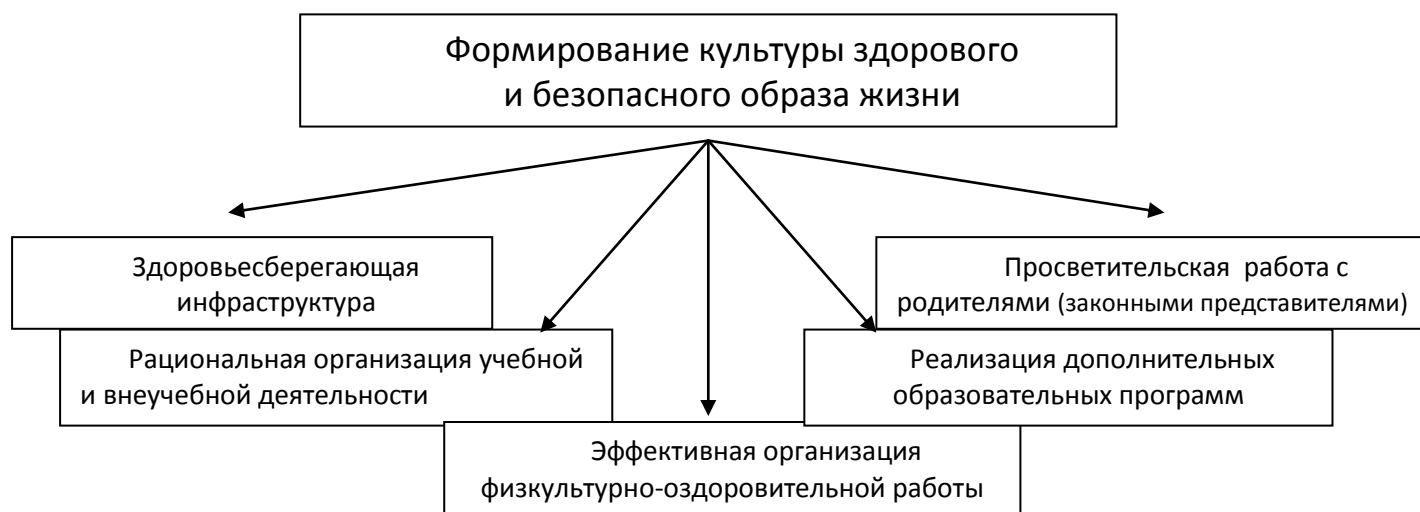 Формирование культуры здорового
и безопасного образа жизни
Здоровьесберегающая
инфраструктура
Просветительская работа с
родителями (законными представителями)
Рациональная организация учебной
и внеучебной деятельности
Реализация дополнительных
образовательных программ
Эффективная организация
физкультурно-оздоровительной работы